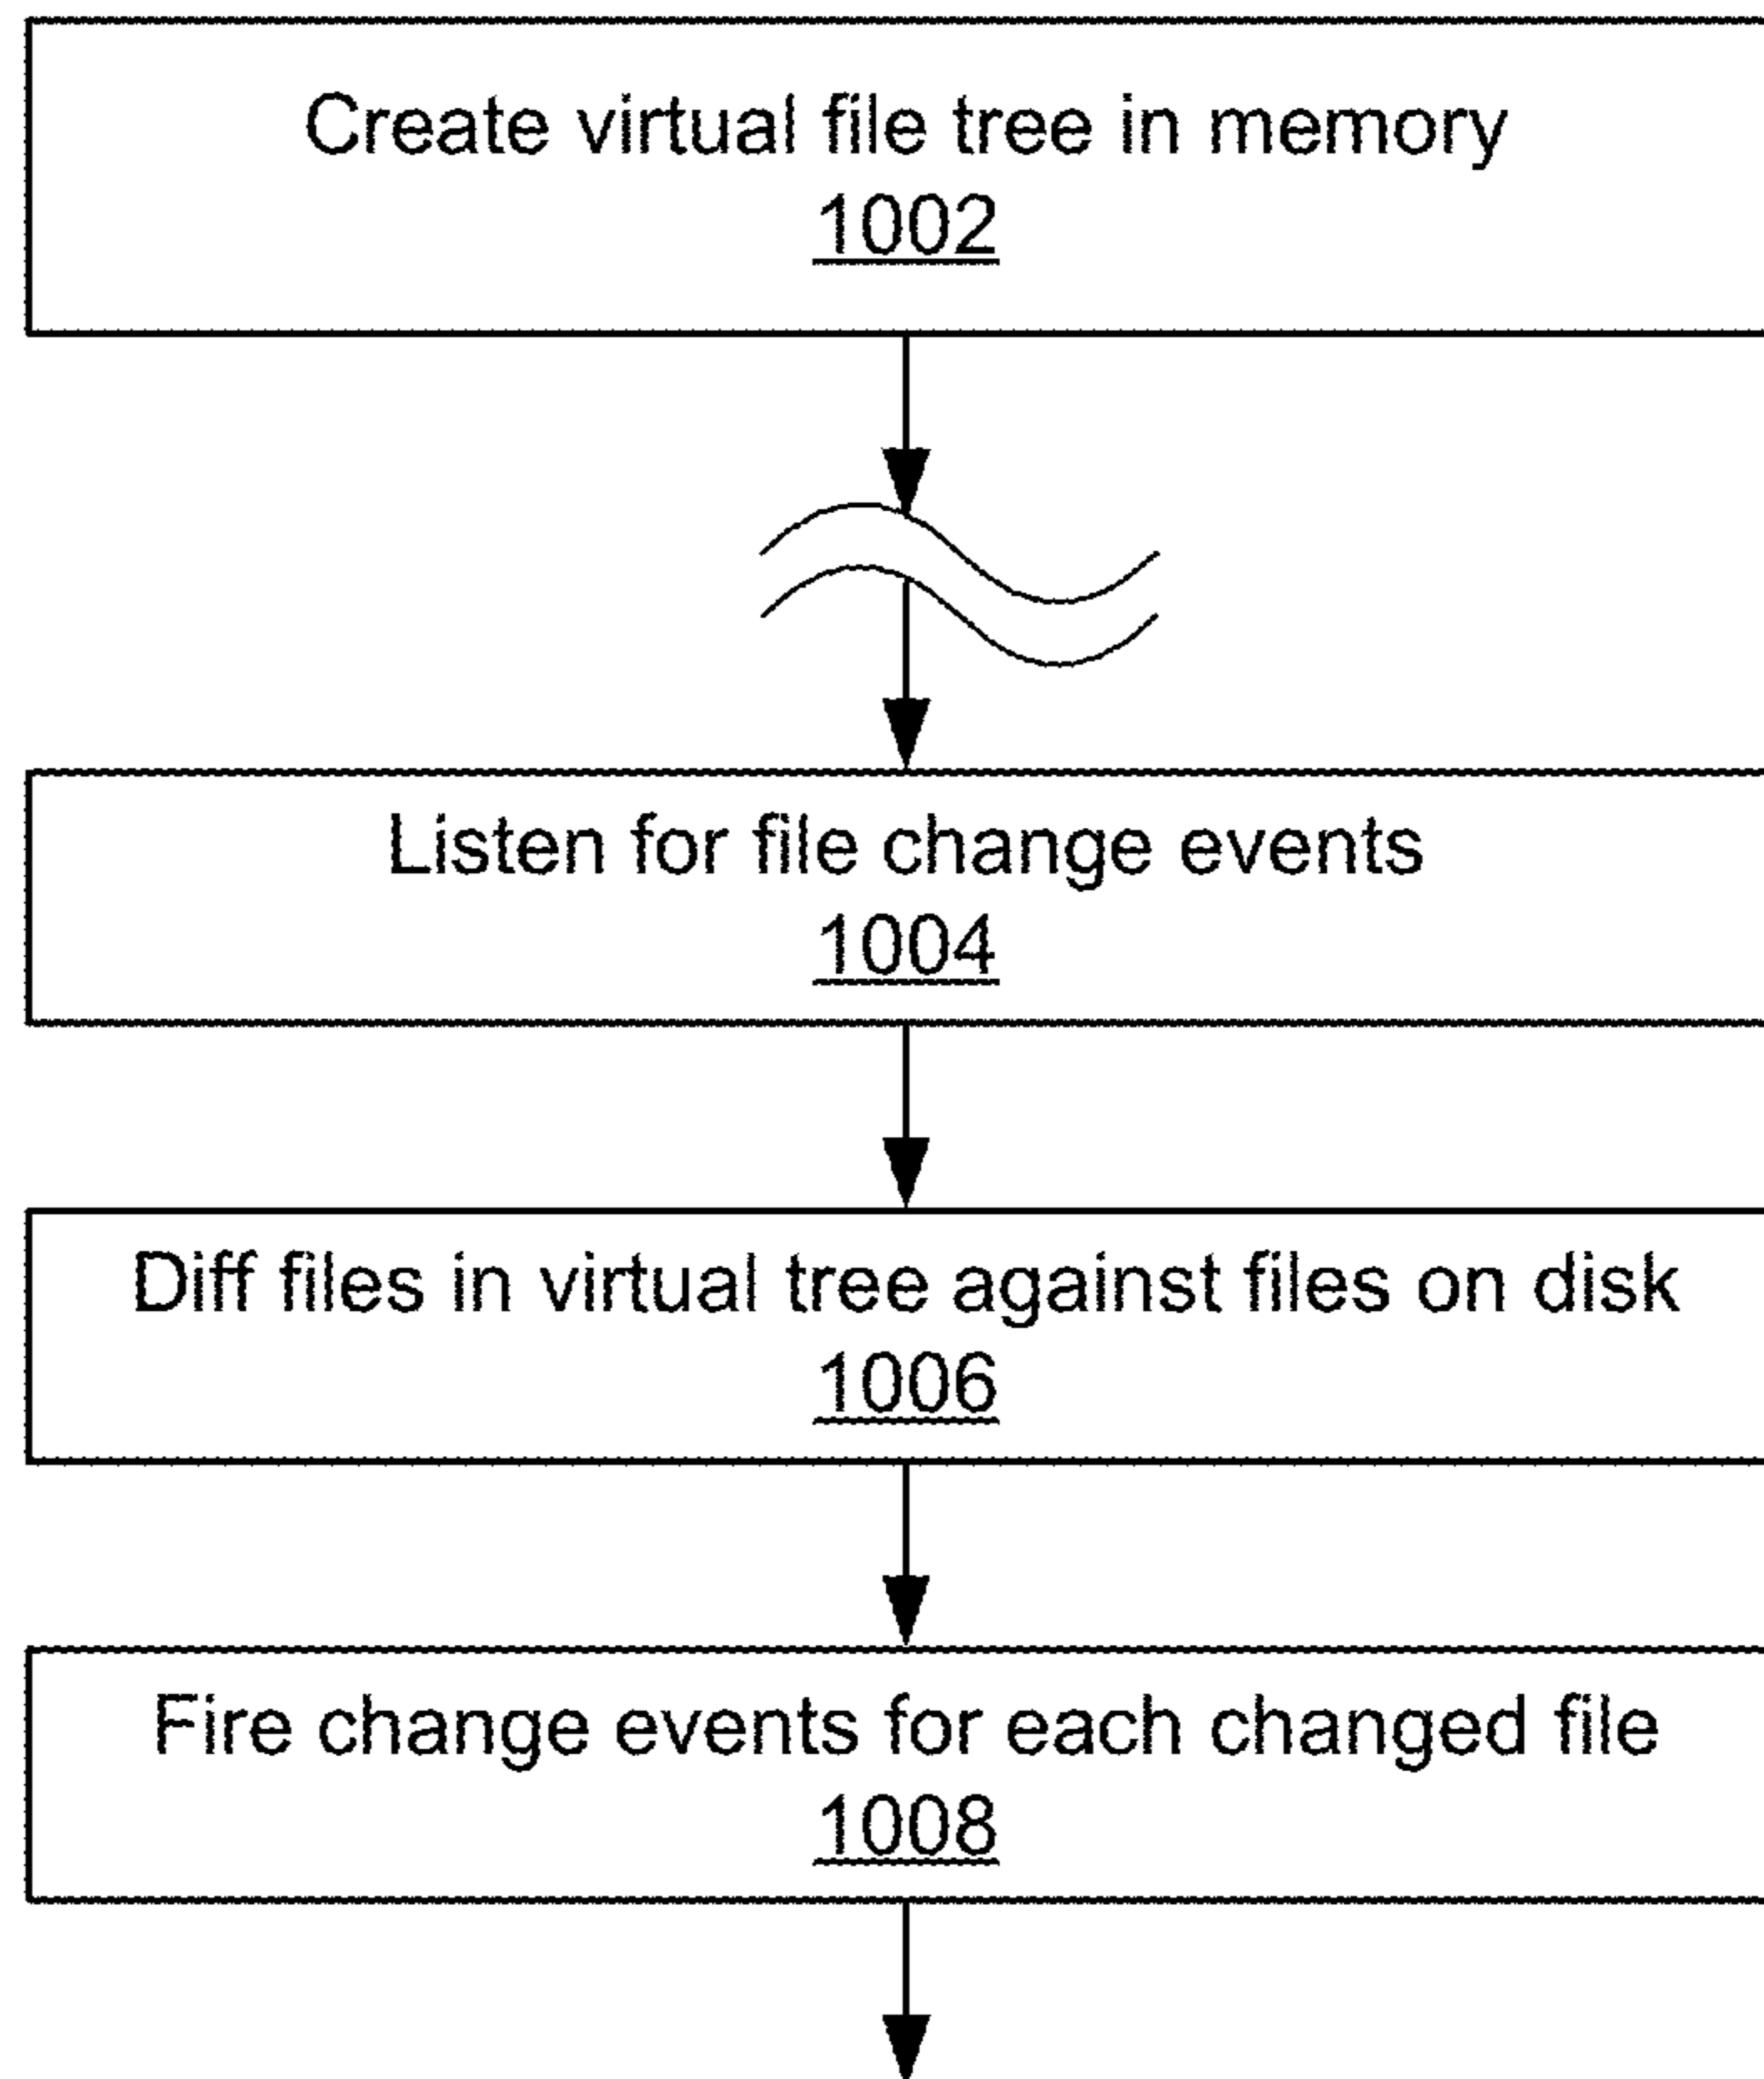 Create virtual file tree in memory
1002
Listen for file change events
1004
Diff files in virtual tree against files on disk
1006
Fire change events for each changed file
1008